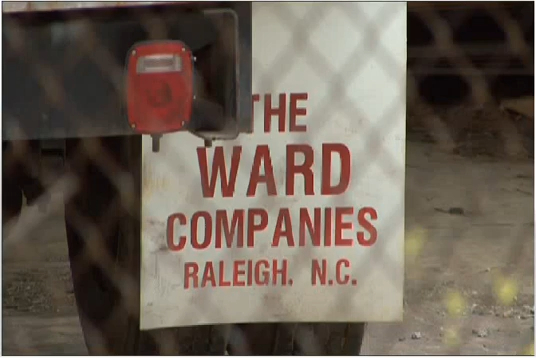 THE
WARD
COMPANIES
RALEIGH, N.C.